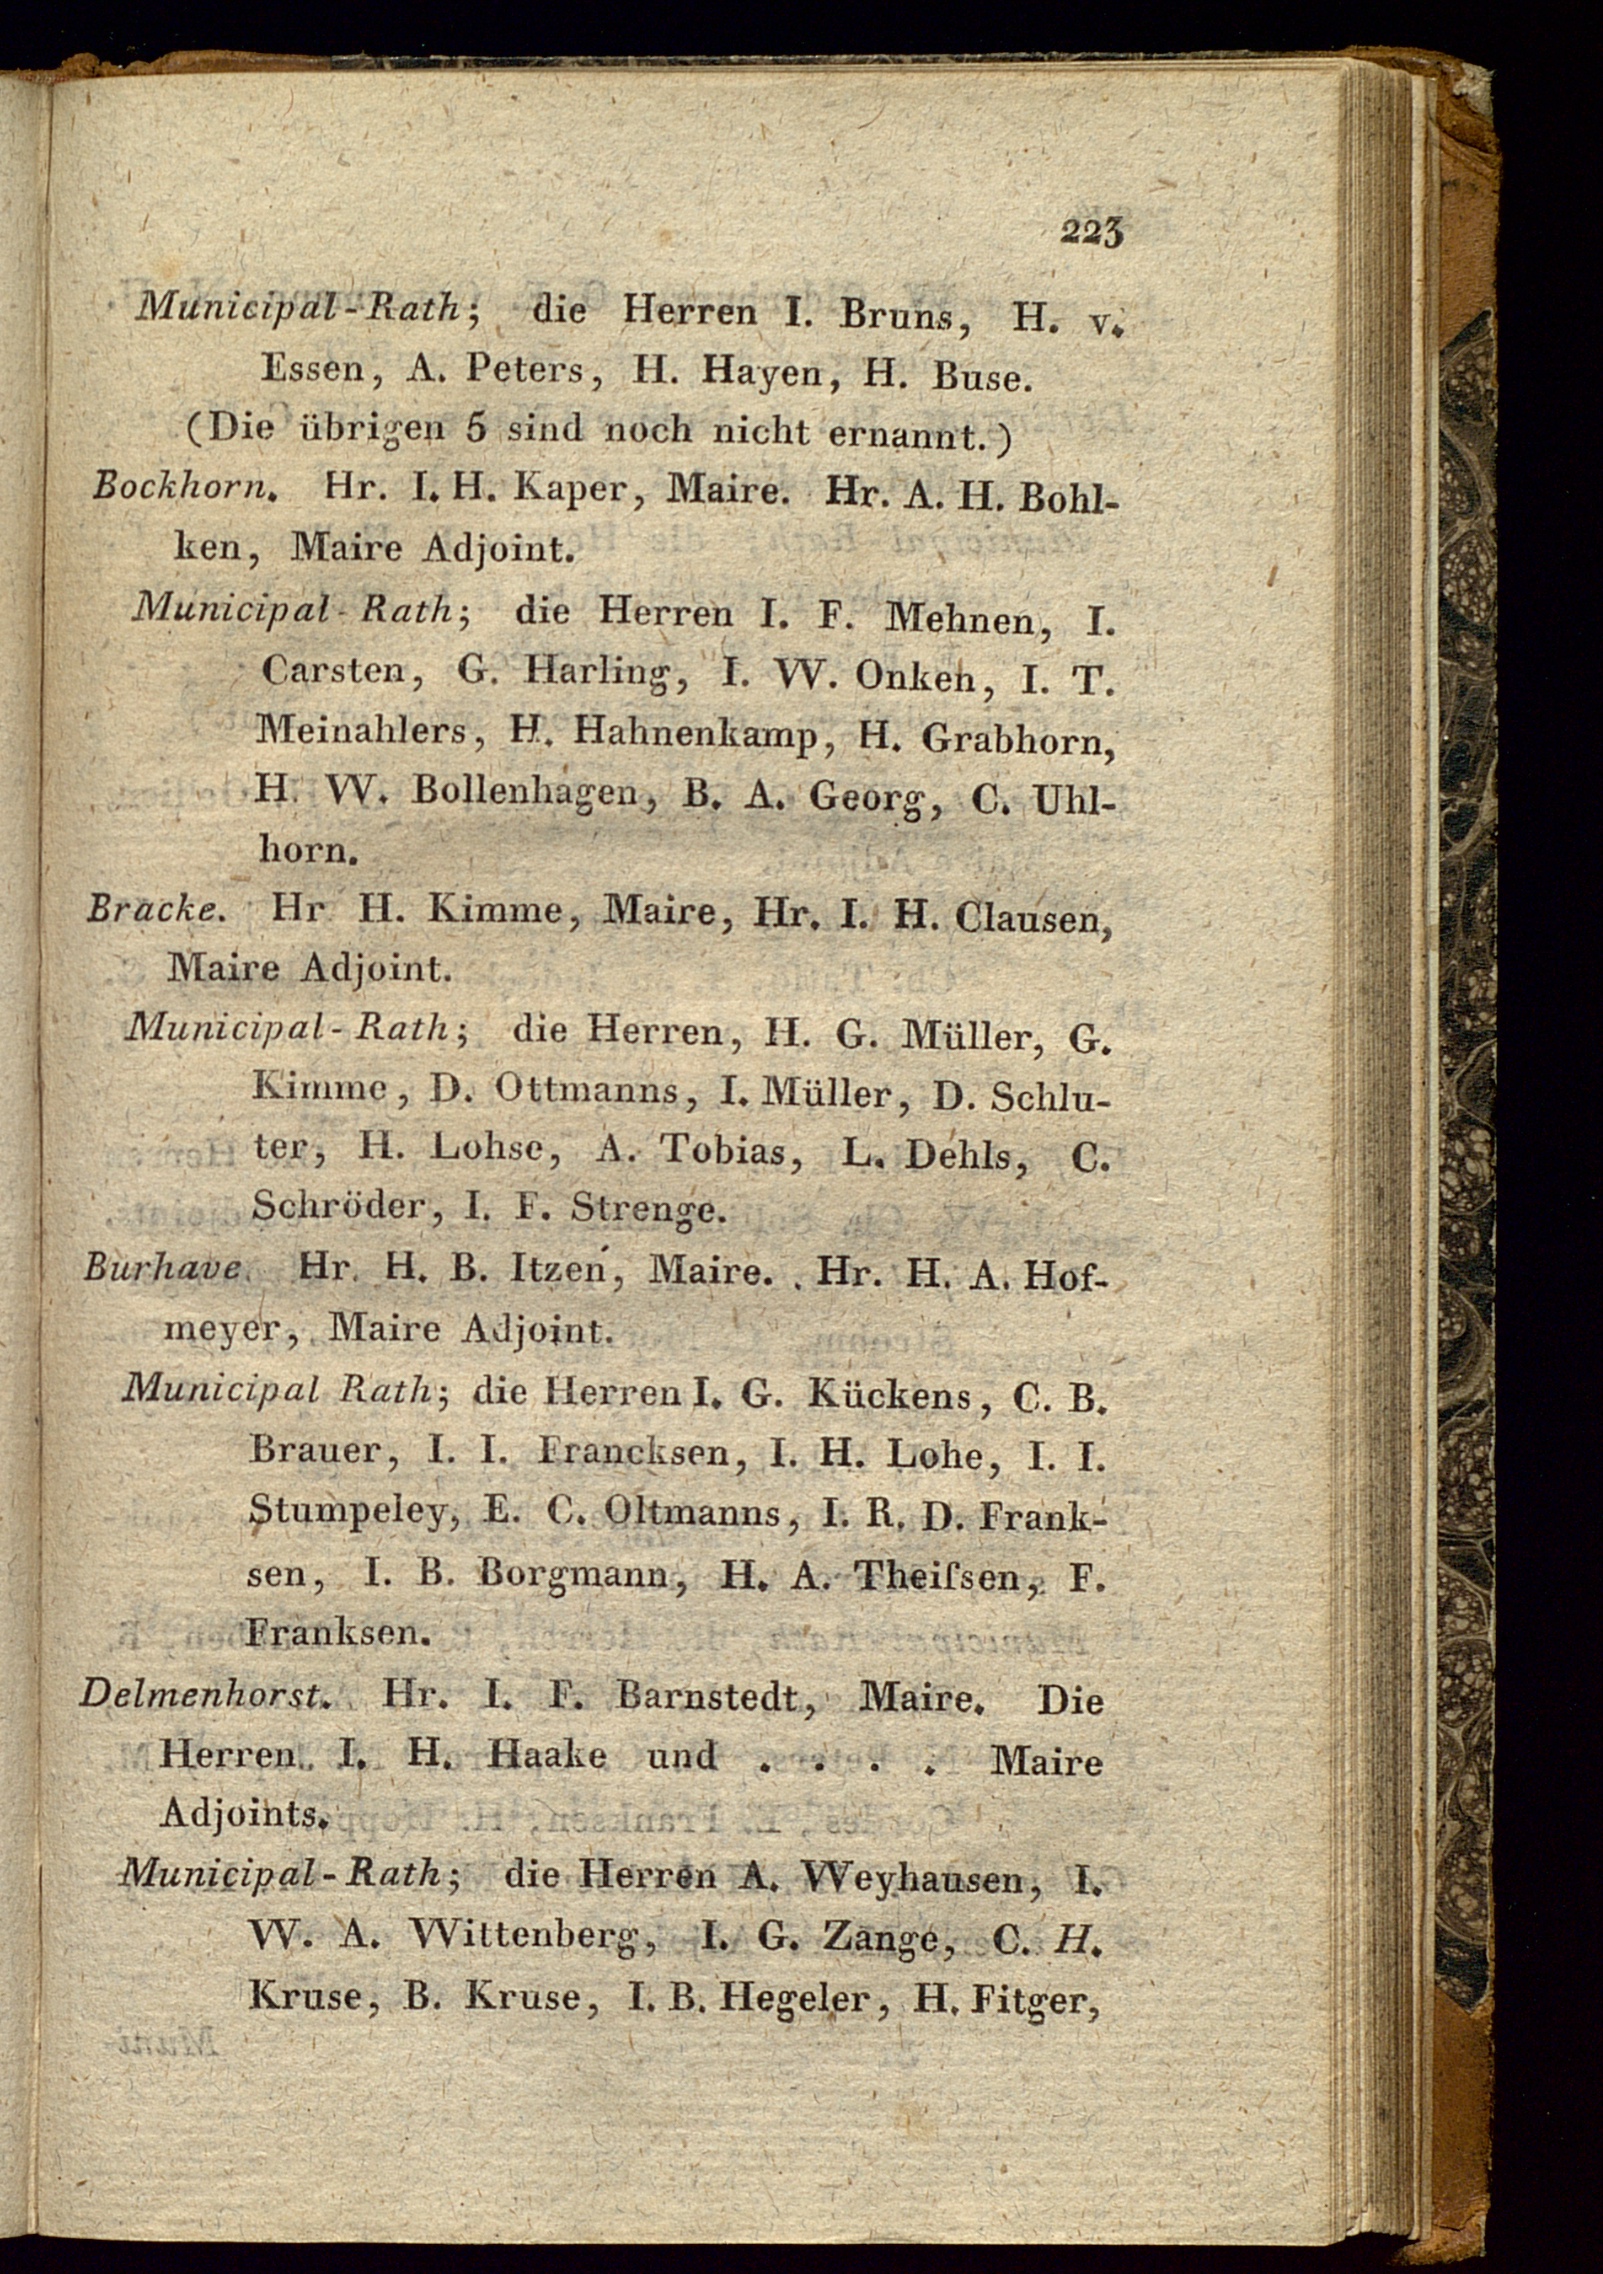 223
Municipal-Rath; die Herren I. Bruns, H. v.
Essen, A. Peters, H. Hayen, H. Buse.
(Die übrigen 5 sind noch nicht ernannt.)
Bockhorn. Hr. I. H. Kaper, Maire. Hr. A. H. Bohl-
ken, Maire Adjoint.
Municipal-Rath; die Herren I. F. Mehnen, I.
Carsten, G. Harling, I. W. Onken, I. T.
Meinahlers, H. Hahnenkamp, H. Grabhorn,
H. W. Bollenhagen, B. A. Georg, C. Uhl-
horn.
Bracke. Hr H. Kimme, Maire, Hr. I. H. Clausen,
Maire Adjoint.
Municipal-Rath; die Herren, H. G. Müller, G.
Kimme, D. Ottmanns, I. Müller, D. Schlu-
ter, H. Lohse, A. Tobias, L. Dehls, C.
Schröder, I. F. Strenge.
Burhave. Hr. H. B. Itzen, Maire. Hr. H. A. Hof-
meyer, Maire Adjoint.
Municipal Rath; die Herren I. G. Kückens, C. B.
Brauer, I. I. Francksen, I. H. Lohe, I. I.
Stumpeley, E. C. Oltmanns, I. R. D. Frank-
sen, I. B. Borgmann, H. A. Theiſsen, F.
Franksen.
Delmenhorst. Hr. I. F. Barnstedt, Maire. Die
Herren I. H. Haake und . . . . Maire
Adjoints.
Municipal-Rath; die Herren A. Weyhausen, I.
W. A. Wittenberg, I. G. Zange, C. H.
Kruse, B. Kruse, I. B. Hegeler, H. Fitger,